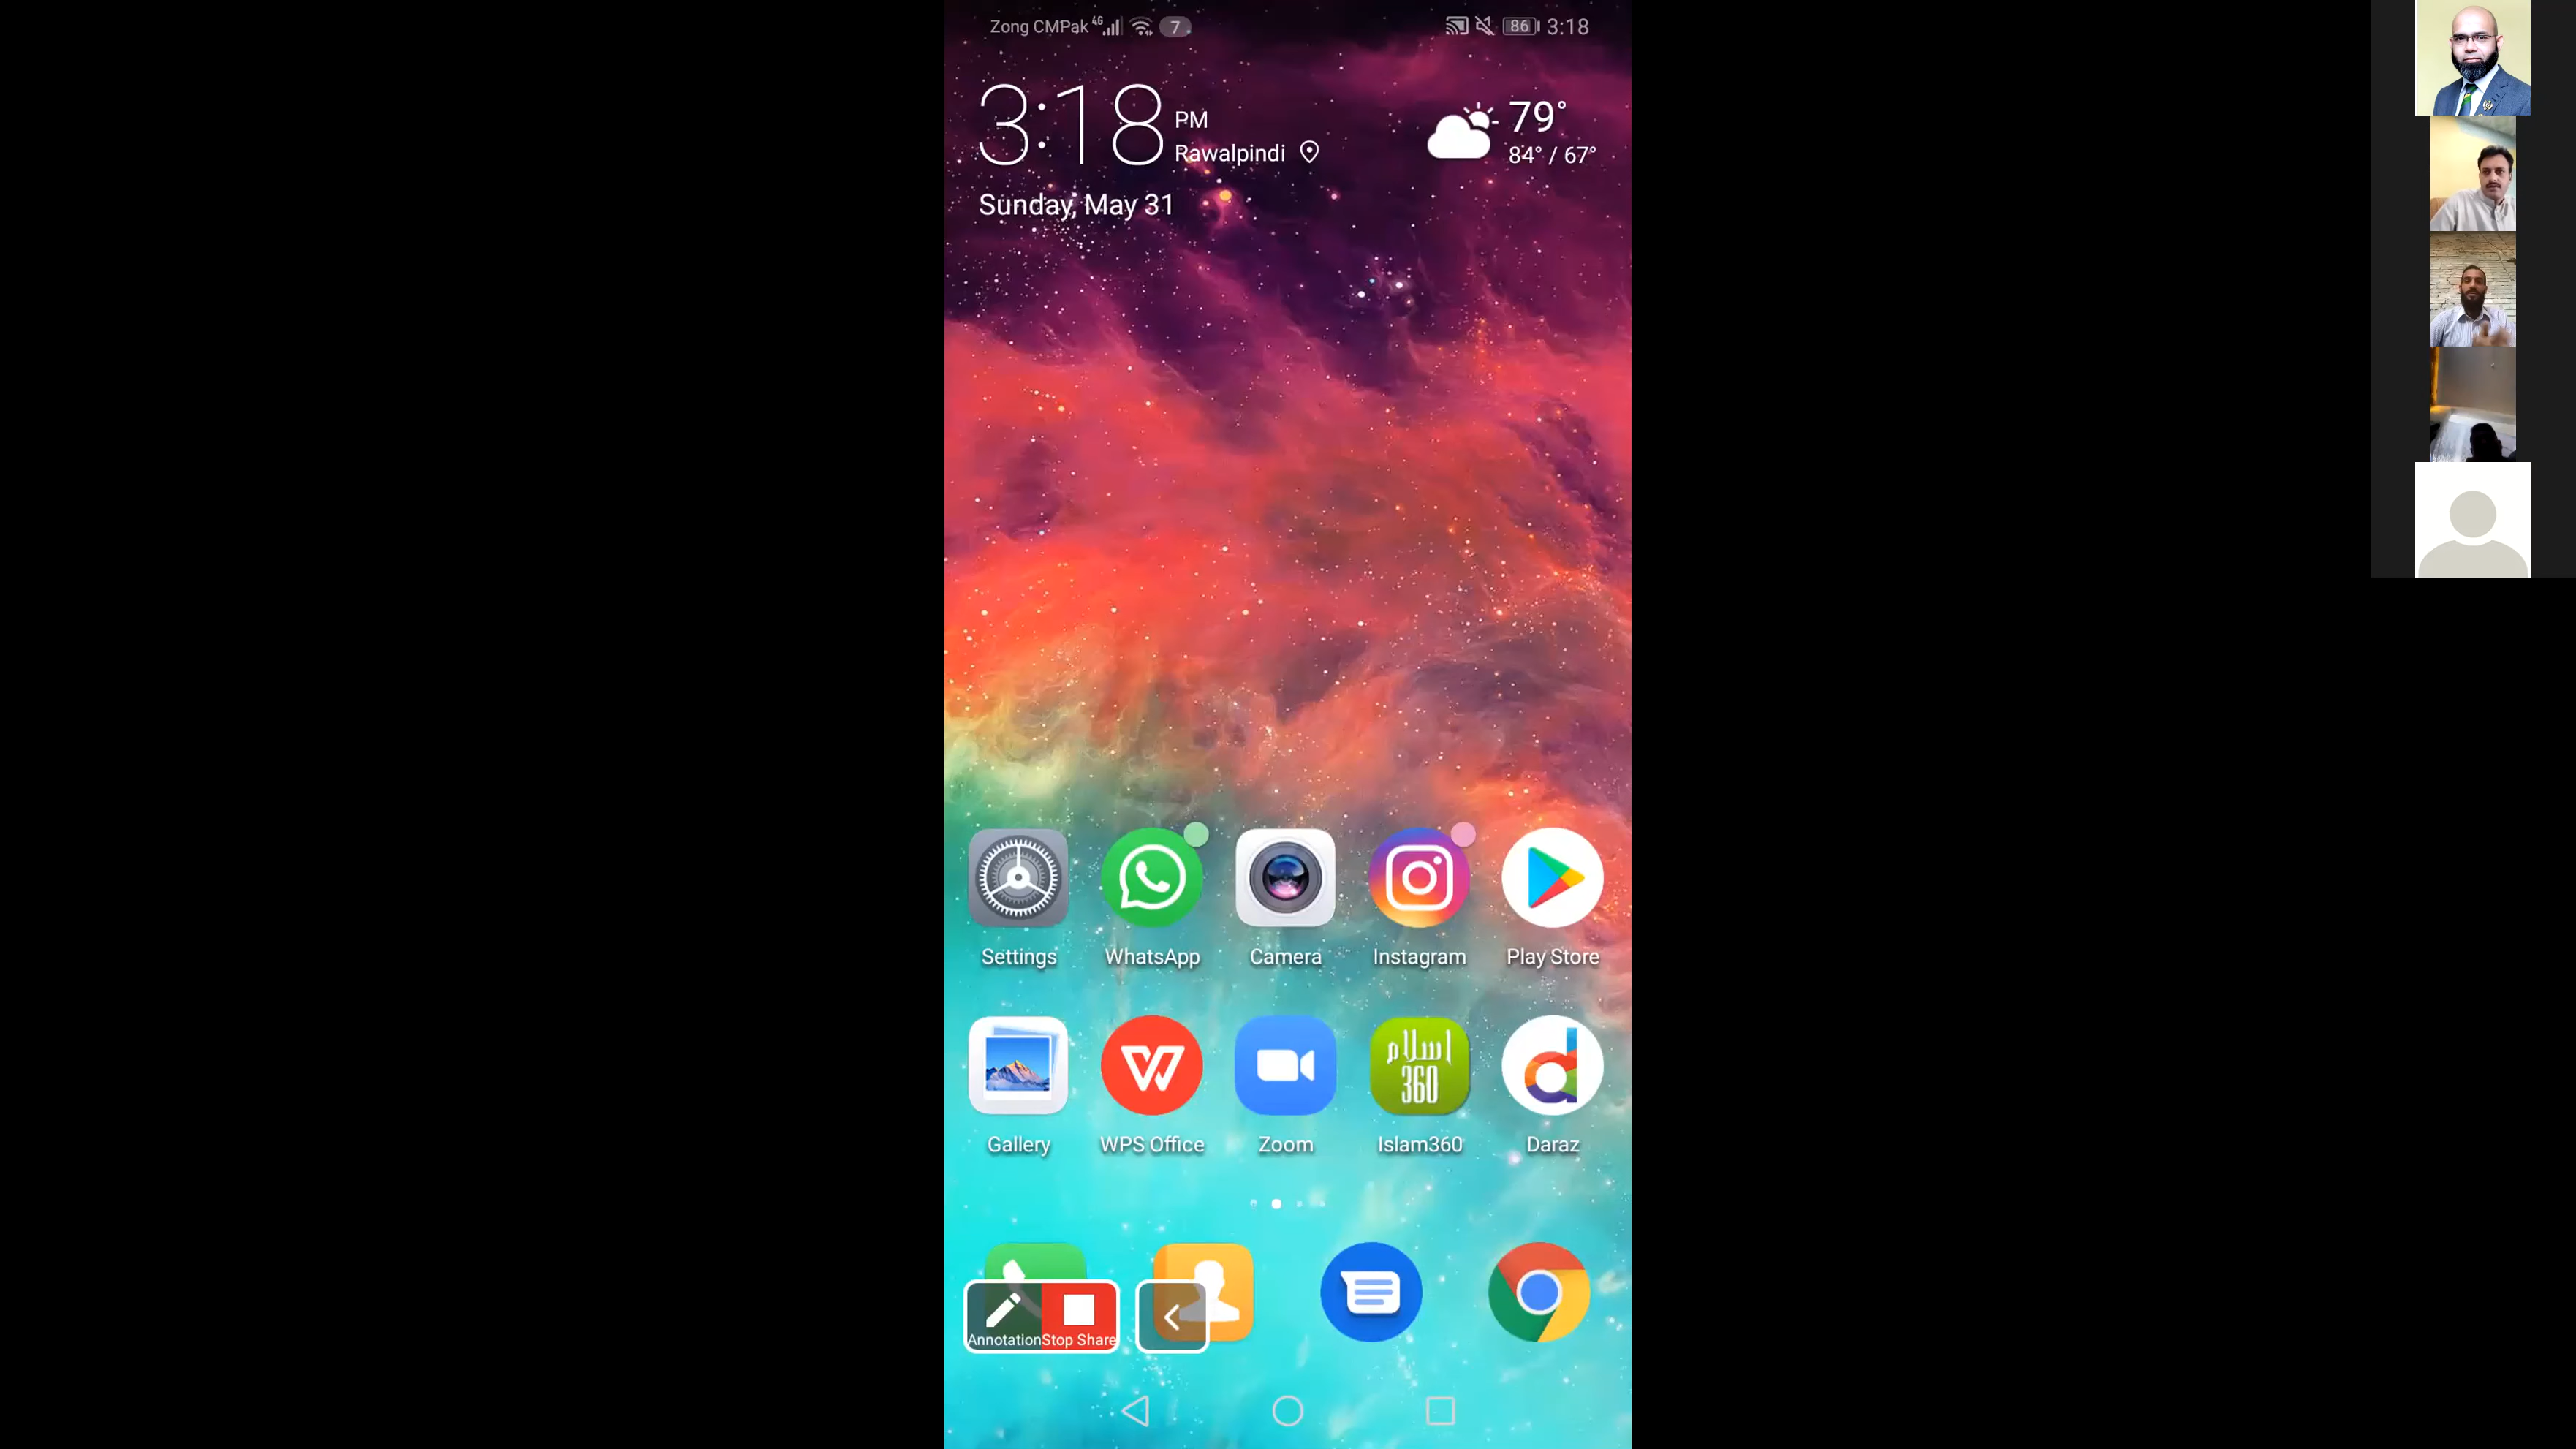 Zong CMPak 4G 7 86 3:18
3:18 PM
Rawalpindi
Sunday, May 31
79°
84° / 67°
Settings WhatsApp Camera Instagram Play Store
اسلام
360
Gallery WPS Office Zoom Islam360 Daraz
Annotation Stop Share